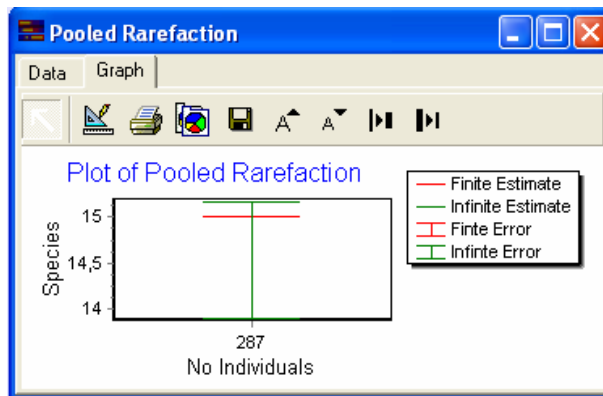 Pooled Rarefaction
Data
Graph
A
A
Plot of Pooled Rarefaction
Finite Estimate
Infinite Estimate
Finte Error
Infinte Error
Species
15
14,5
14
287
No Individuals